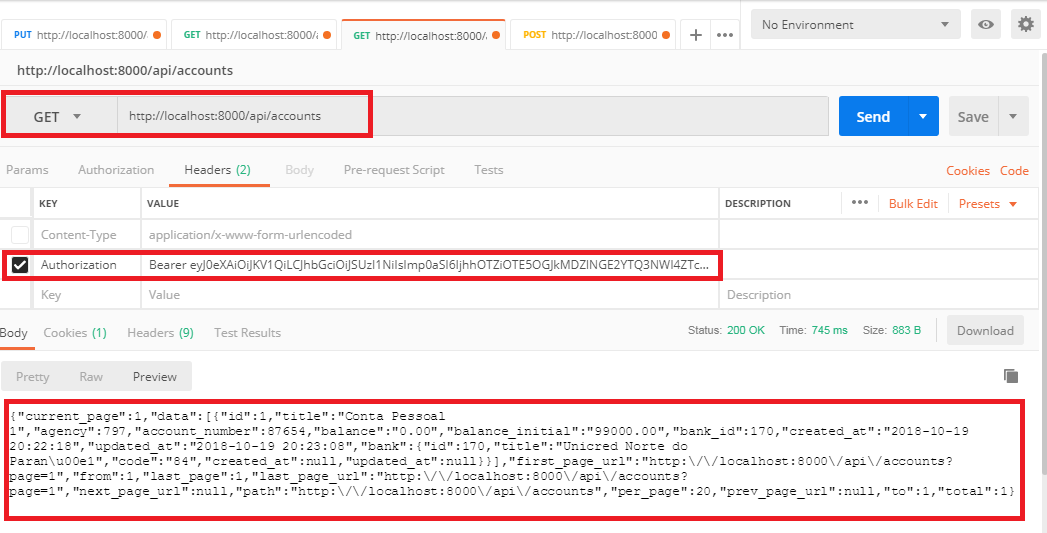 PUT http://localhost:8000/ GET http://localhost:8000/a GET http://localhost:8000/ POST http://localhost:8000 + ••• No Environment
http://localhost:8000/api/accounts
GET http://localhost:8000/api/accounts Send Save
Params Authorization Headers (2) Body Pre-request Script Tests Cookies Code
KEY VALUE DESCRIPTION ••• Bulk Edit Presets
Content-Type application/x-www-form-urlencoded
Authorization Bearer
Key Value Description
Body Cookies (1) Headers (9) Test Results Status: 200 OK Time: 745 ms Size: 883 B Download
Pretty Raw Preview
{"current_page":1,"data":[{"id":1,"title":"Conta Pessoal
1","agency":797,"account_number":87654,"balance":"0.00","balance_initial":"99000.00","bank_id":170,"created_at":"2018-10-19
20:22:18","updated_at":"2018-10-19 20:23:08","bank":{"id":170,"title":"Unicred Norte do
Paran\u00e1","code":"84","created_at":null,"updated_at":null}}],"first_page_url":"http:\/\/localhost:8000\/api\/accounts?
page=1","from":1,"last_page":1,"last_page_url":"http:\/\/localhost:8000\/api\/accounts?
page=1","next_page_url":null,"path":"http:\/\/localhost:8000\/api\/accounts","per_page":20,"prev_page_url":null,"to":1,"total":1}